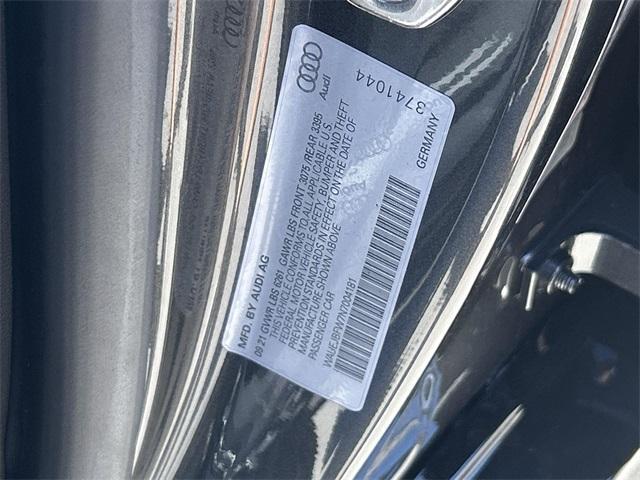 MFD. BY AUDI AG
09 21 GVWR LBS 6261 GAWR LBS FRONT 3075 /REAR 3395
THIS VEHICLE CONFORMS TO ALL APPLICABLE U.S.
FEDERAL MOTOR VEHICLE SAFETY, BUMPER AND THEFT
PREVENTION STANDARDS IN EFFECT ON THE DATE OF
MANUFACTURE SHOWN ABOVE
PASSENGER CAR
WAUEJBFW7N7004181
Audi
3741044
GERMANY